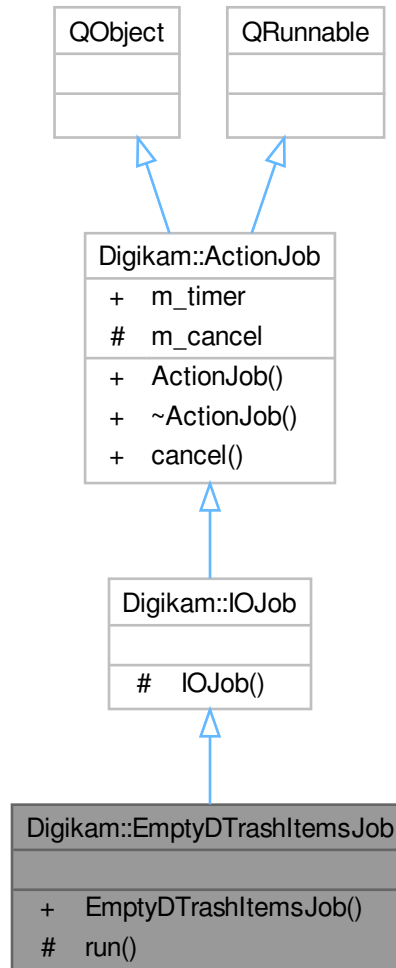 QObject
QRunnable
Digikam::ActionJob
+ m_timer
# m_cancel
+ ActionJob()
+ ~ActionJob()
+ cancel()
Digikam::IOJob
# IOJob()
Digikam::EmptyDTrashItemsJob
+ EmptyDTrashItemsJob()
# run()